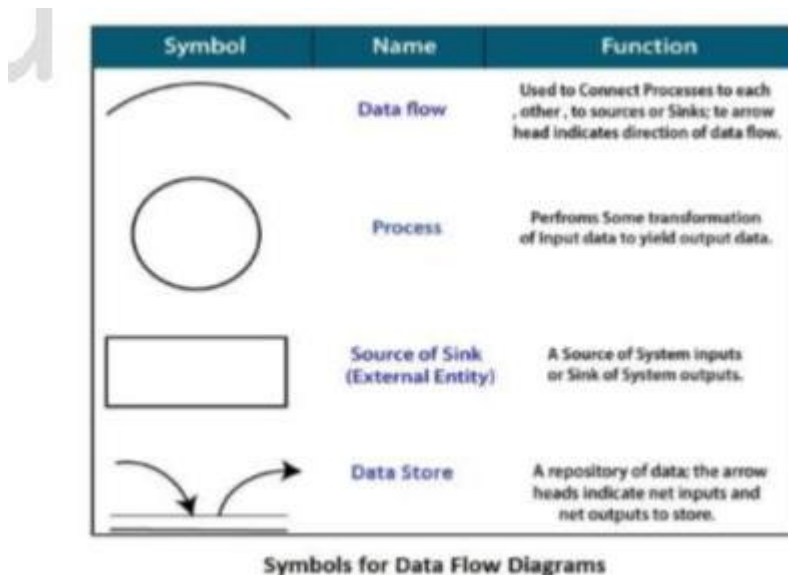 Symbol Name Function
Data flow
Used to Connect Processes to each
, other , to sources or Sinks; te arrow
head indicates direction of data flow.
Process
Perfroms Some transformation
of Input data to yield output data.
Source of Sink
(External Entity)
A Source of System inputs
or Sink of System outputs.
Data Store
A repository of data; the arrow
heads indicate net inputs and
net outputs to store.
Symbols for Data Flow Diagrams